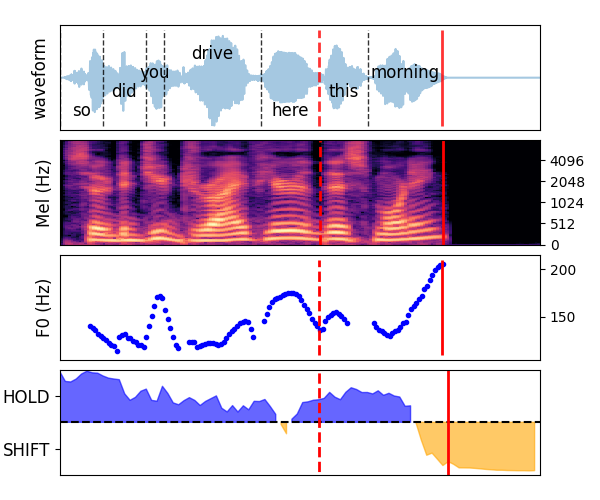 waveform
so
did
you
drive
here
this
morning
Mel (Hz)
4096
2048
1024
512
0
F0 (Hz)
200
150
HOLD
SHIFT